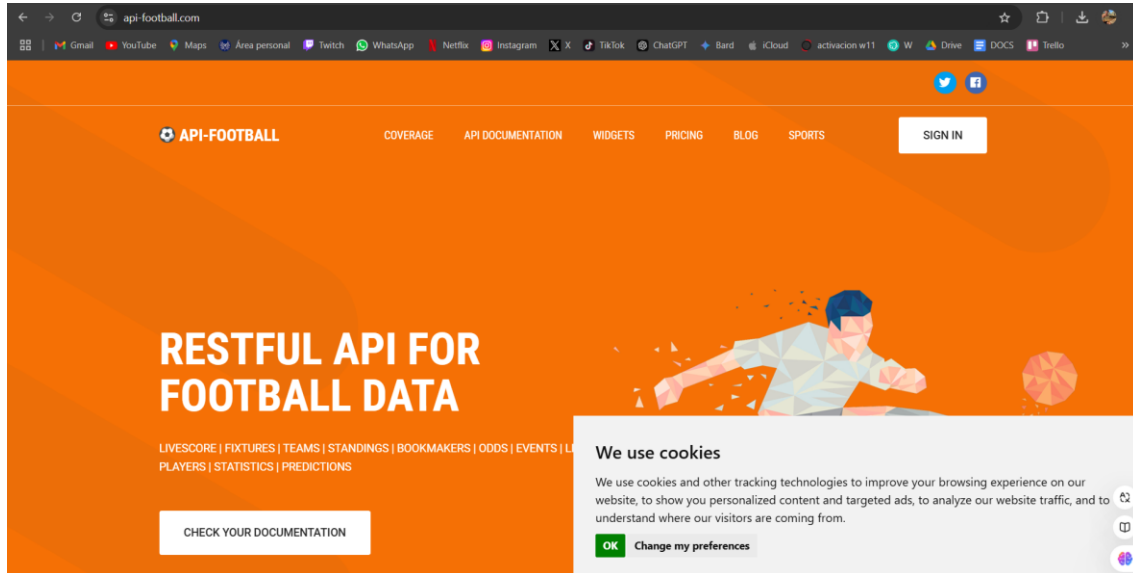 api-football.com
Gmail YouTube Maps Área personal Twitch WhatsApp Netflix Instagram X TikTok ChatGPT Bard iCloud activacion w11 W Drive DOCS Trello »
API-FOOTBALL COVERAGE API DOCUMENTATION WIDGETS PRICING BLOG SPORTS SIGN IN
RESTFUL API FOR
FOOTBALL DATA
LIVESCORE | FIXTURES | TEAMS | STANDINGS | BOOKMAKERS | ODDS | EVENTS |
PLAYERS | STATISTICS | PREDICTIONS
CHECK YOUR DOCUMENTATION
We use cookies
We use cookies and other tracking technologies to improve your browsing experience on our
website, to show you personalized content and targeted ads, to analyze our website traffic, and to
understand where our visitors are coming from.
OK Change my preferences